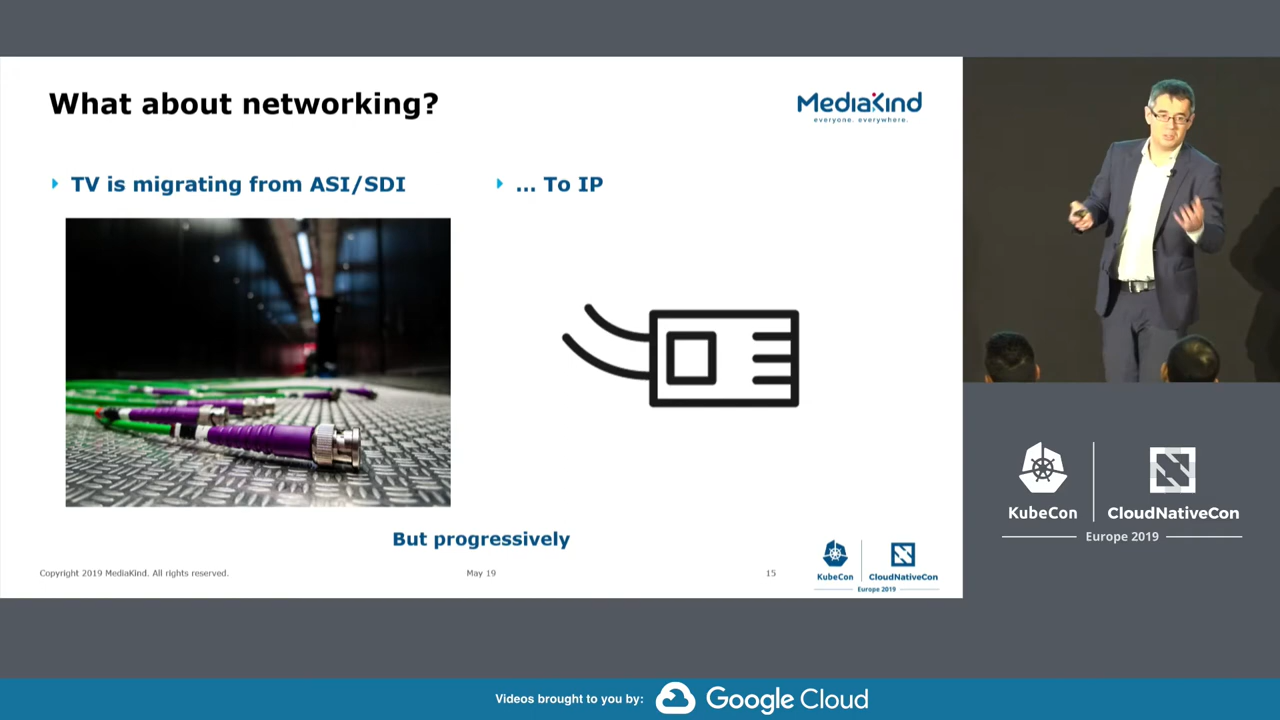 What about networking?
MediaKind
everyone. everywhere.
TV is migrating from ASI/SDI
... To IP
But progressively
Copyright 2019 MediaKind. All rights reserved.
May 19
15
KubeCon
CloudNativeCon
Europe 2019
KubeCon
CloudNativeCon
Europe 2019
Videos brought to you by:
Google Cloud